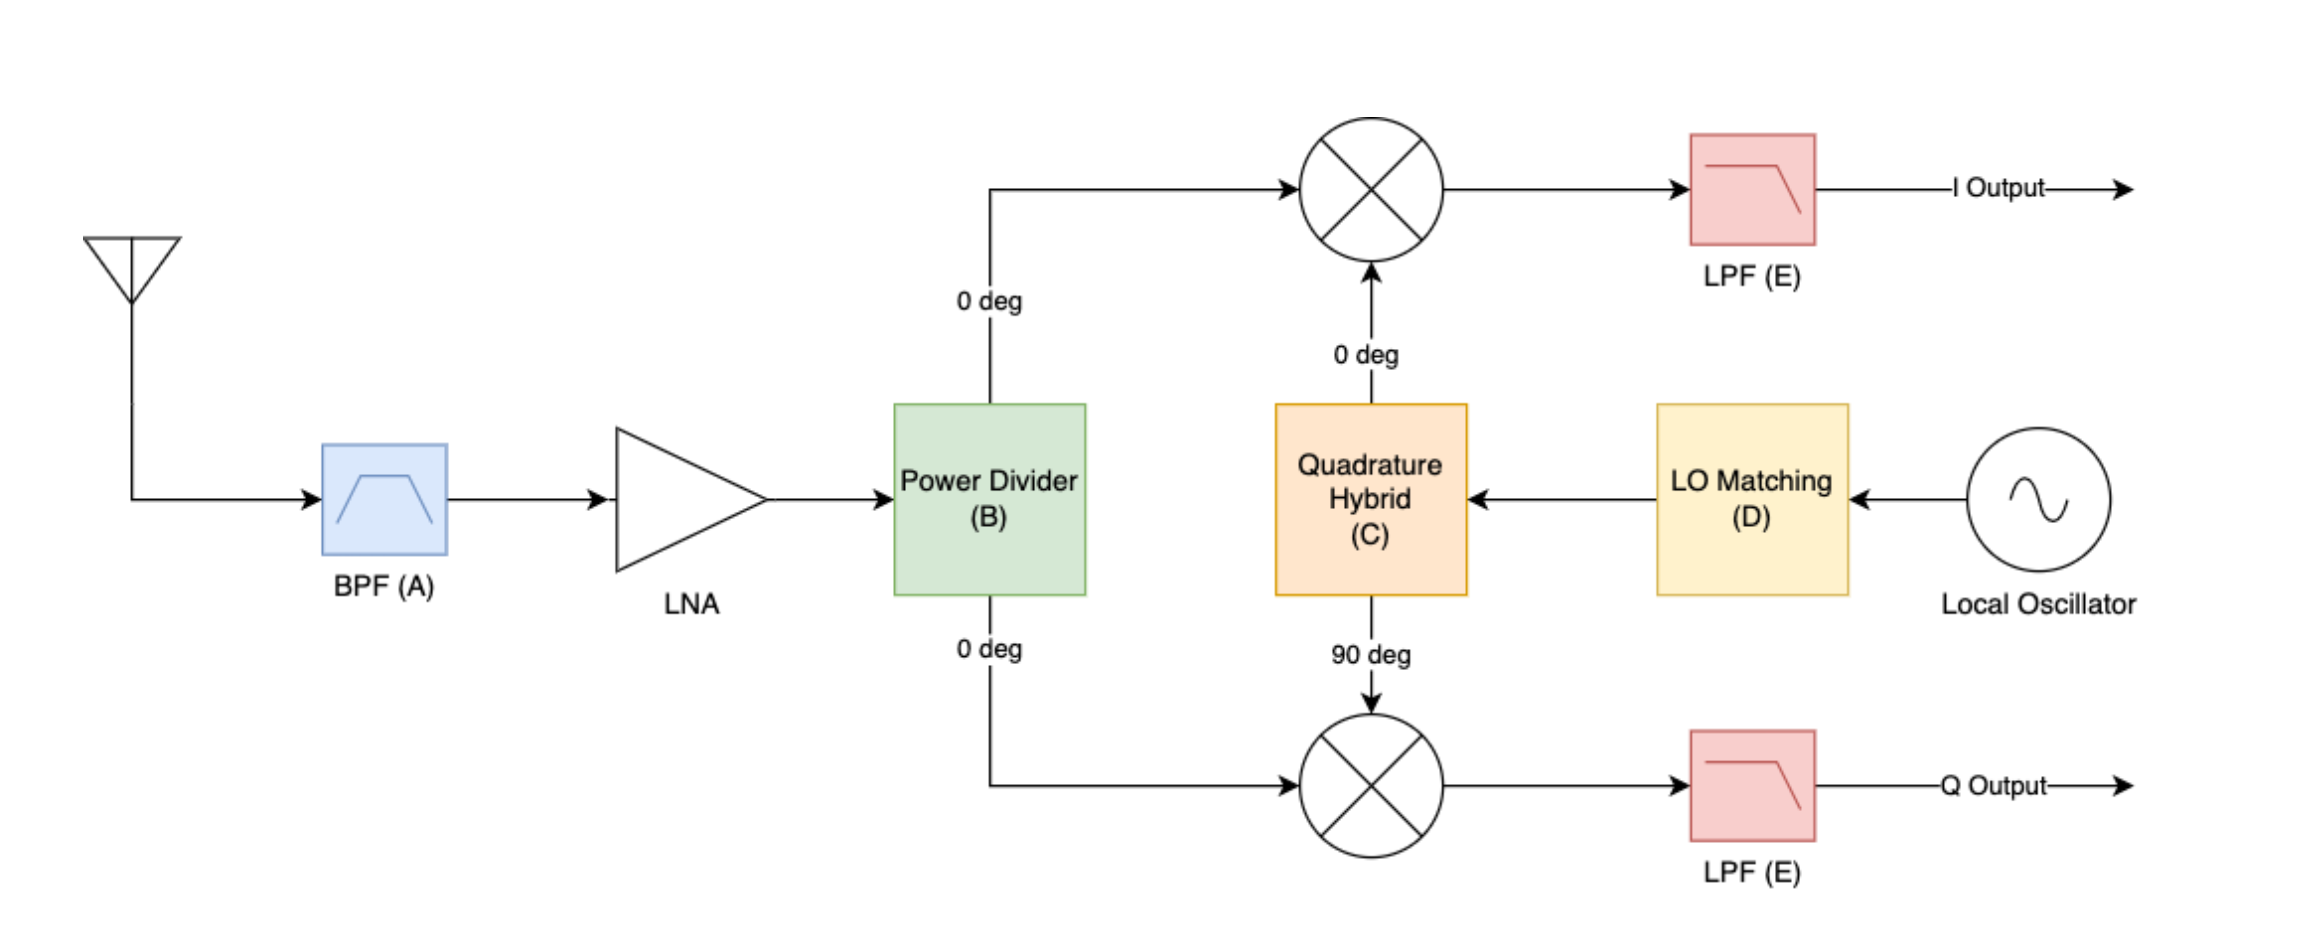 I Output
LPF (E)
0 deg
0 deg
Power Divider
(B)
Quadrature
Hybrid
(C)
LO Matching
(D)
BPF (A)
LNA
Local Oscillator
0 deg
90 deg
Q Output
LPF (E)